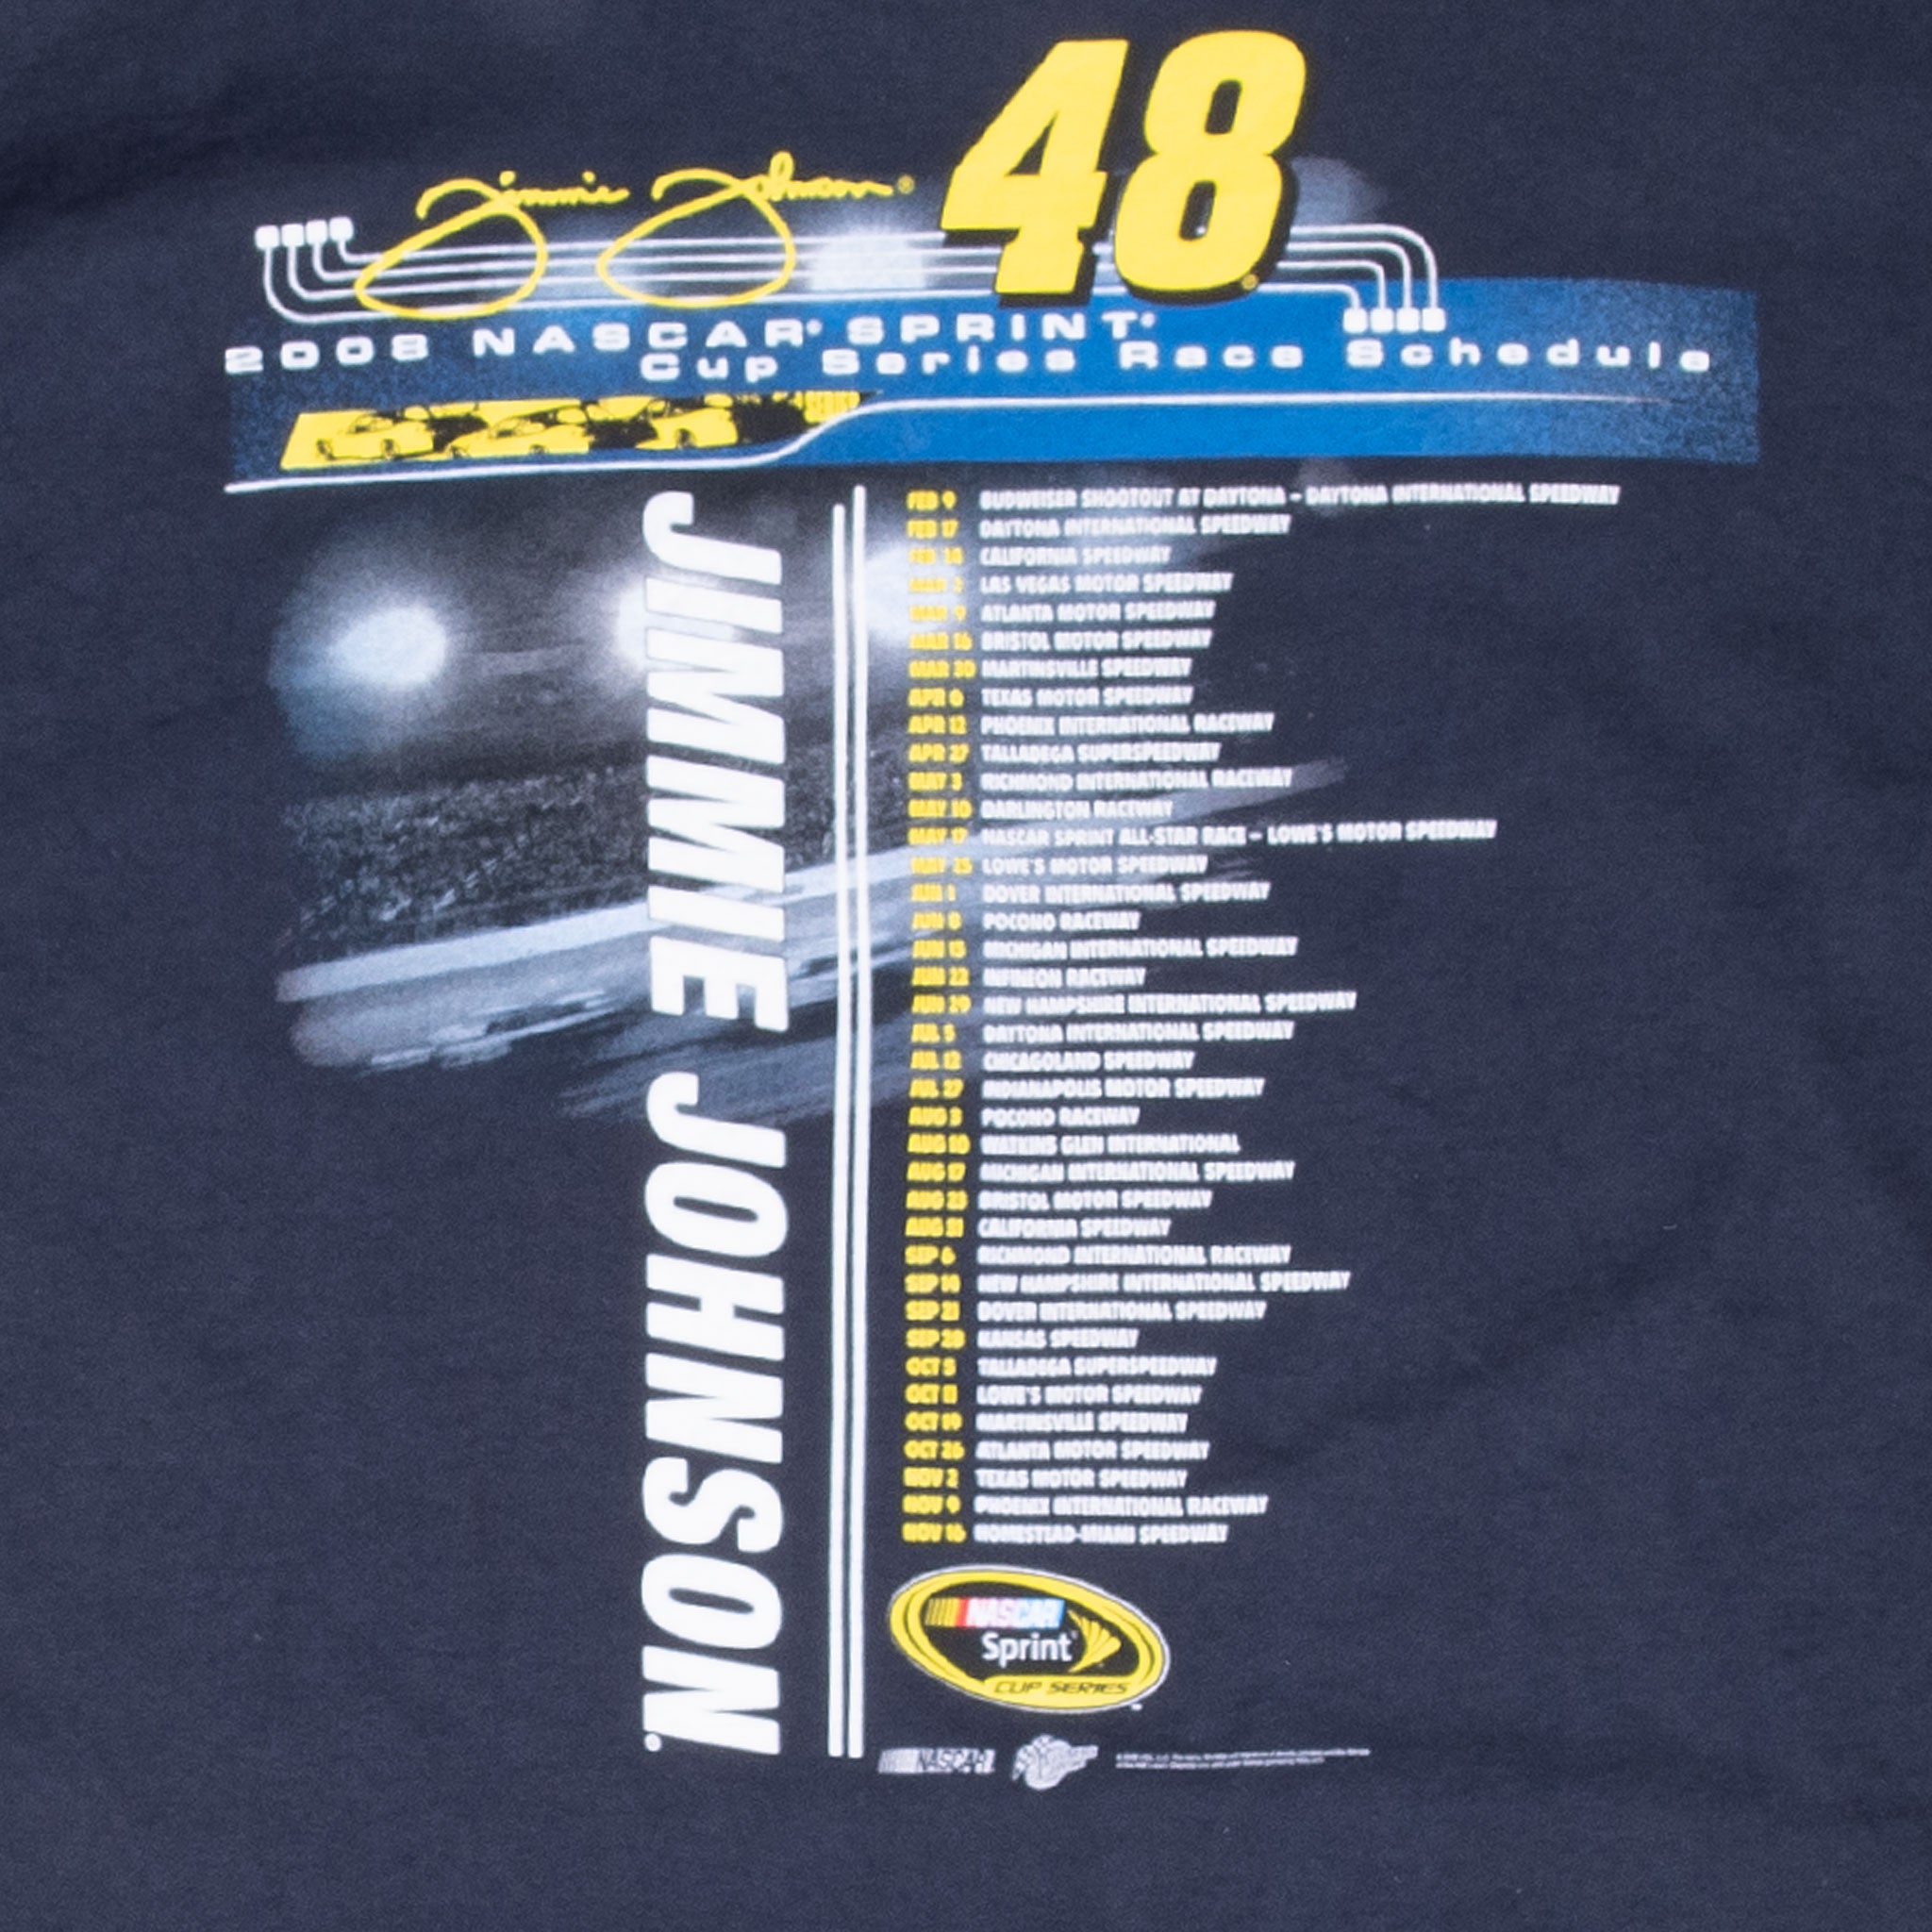 Jimmie Johnson®
48
2008 NASCAR® SPRINT®
Cup Series Race Schedule
JIMMIE JOHNSON®
FEB 9 BUDWEISER SHOOTOUT AT DAYTONA – DAYTONA INTERNATIONAL SPEEDWAY
FEB 17 DAYTONA INTERNATIONAL SPEEDWAY
FEB 24 CALIFORNIA SPEEDWAY
MAR 2 LAS VEGAS MOTOR SPEEDWAY
MAR 9 ATLANTA MOTOR SPEEDWAY
MAR 16 BRISTOL MOTOR SPEEDWAY
MAR 30 MARTINSVILLE SPEEDWAY
APR 6 TEXAS MOTOR SPEEDWAY
APR 12 PHOENIX INTERNATIONAL RACEWAY
APR 27 TALLADEGA SUPERSPEEDWAY
MAY 3 RICHMOND INTERNATIONAL RACEWAY
MAY 10 DARLINGTON RACEWAY
MAY 17 NASCAR SPRINT ALL-STAR RACE – LOWE'S MOTOR SPEEDWAY
MAY 25 LOWE'S MOTOR SPEEDWAY
JUN 1 DOVER INTERNATIONAL SPEEDWAY
JUN 8 POCONO RACEWAY
JUN 15 MICHIGAN INTERNATIONAL SPEEDWAY
JUN 22 INFINEON RACEWAY
JUN 29 NEW HAMPSHIRE INTERNATIONAL SPEEDWAY
JUL 5 DAYTONA INTERNATIONAL SPEEDWAY
JUL 12 CHICAGOLAND SPEEDWAY
JUL 27 INDIANAPOLIS MOTOR SPEEDWAY
AUG 3 POCONO RACEWAY
AUG 10 WATKINS GLEN INTERNATIONAL
AUG 17 MICHIGAN INTERNATIONAL SPEEDWAY
AUG 23 BRISTOL MOTOR SPEEDWAY
AUG 31 CALIFORNIA SPEEDWAY
SEP 6 RICHMOND INTERNATIONAL RACEWAY
SEP 14 NEW HAMPSHIRE INTERNATIONAL SPEEDWAY
SEP 21 DOVER INTERNATIONAL SPEEDWAY
SEP 28 KANSAS SPEEDWAY
OCT 5 TALLADEGA SUPERSPEEDWAY
OCT 11 LOWE'S MOTOR SPEEDWAY
OCT 19 MARTINSVILLE SPEEDWAY
OCT 26 ATLANTA MOTOR SPEEDWAY
NOV 2 TEXAS MOTOR SPEEDWAY
NOV 9 PHOENIX INTERNATIONAL RACEWAY
NOV 16 HOMESTEAD-MIAMI SPEEDWAY
NASCAR
Sprint
CUP SERIES
NASCAR